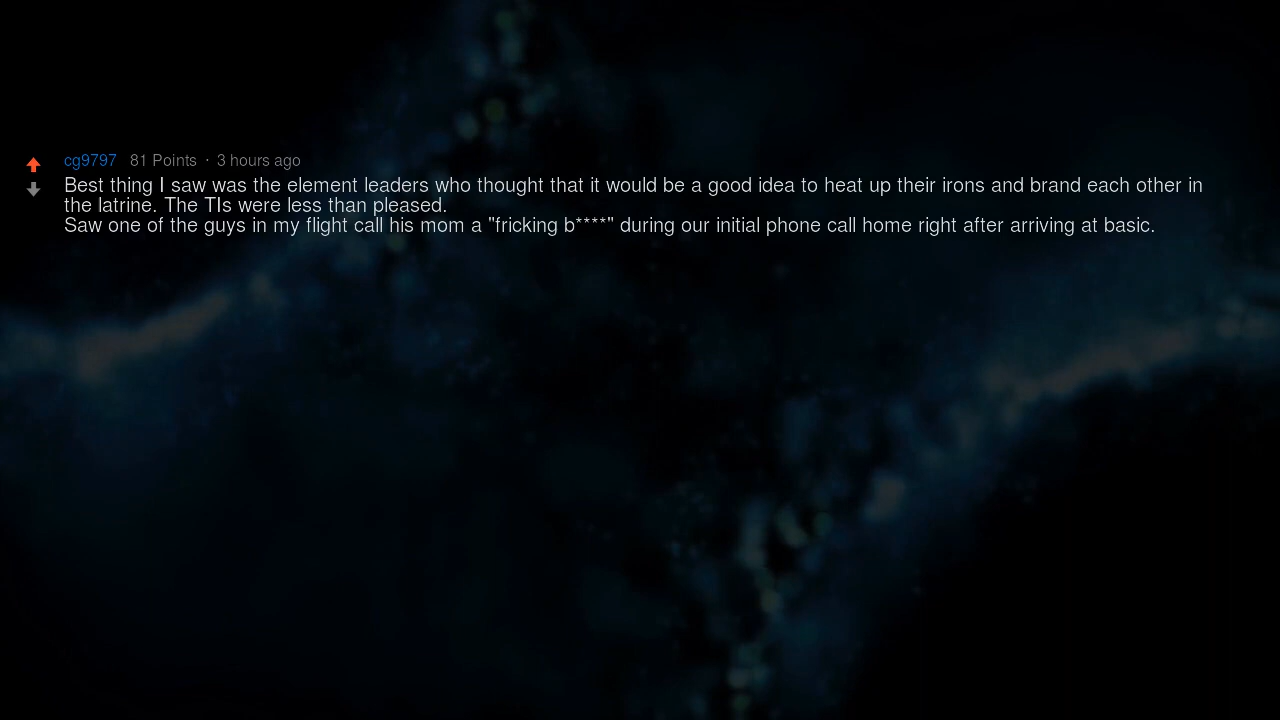 cg9797 81 Points · 3 hours ago
Best thing I saw was the element leaders who thought that it would be a good idea to heat up their irons and brand each other in
the latrine. The TIs were less than pleased.
Saw one of the guys in my flight call his mom a "fricking b****" during our initial phone call home right after arriving at basic.